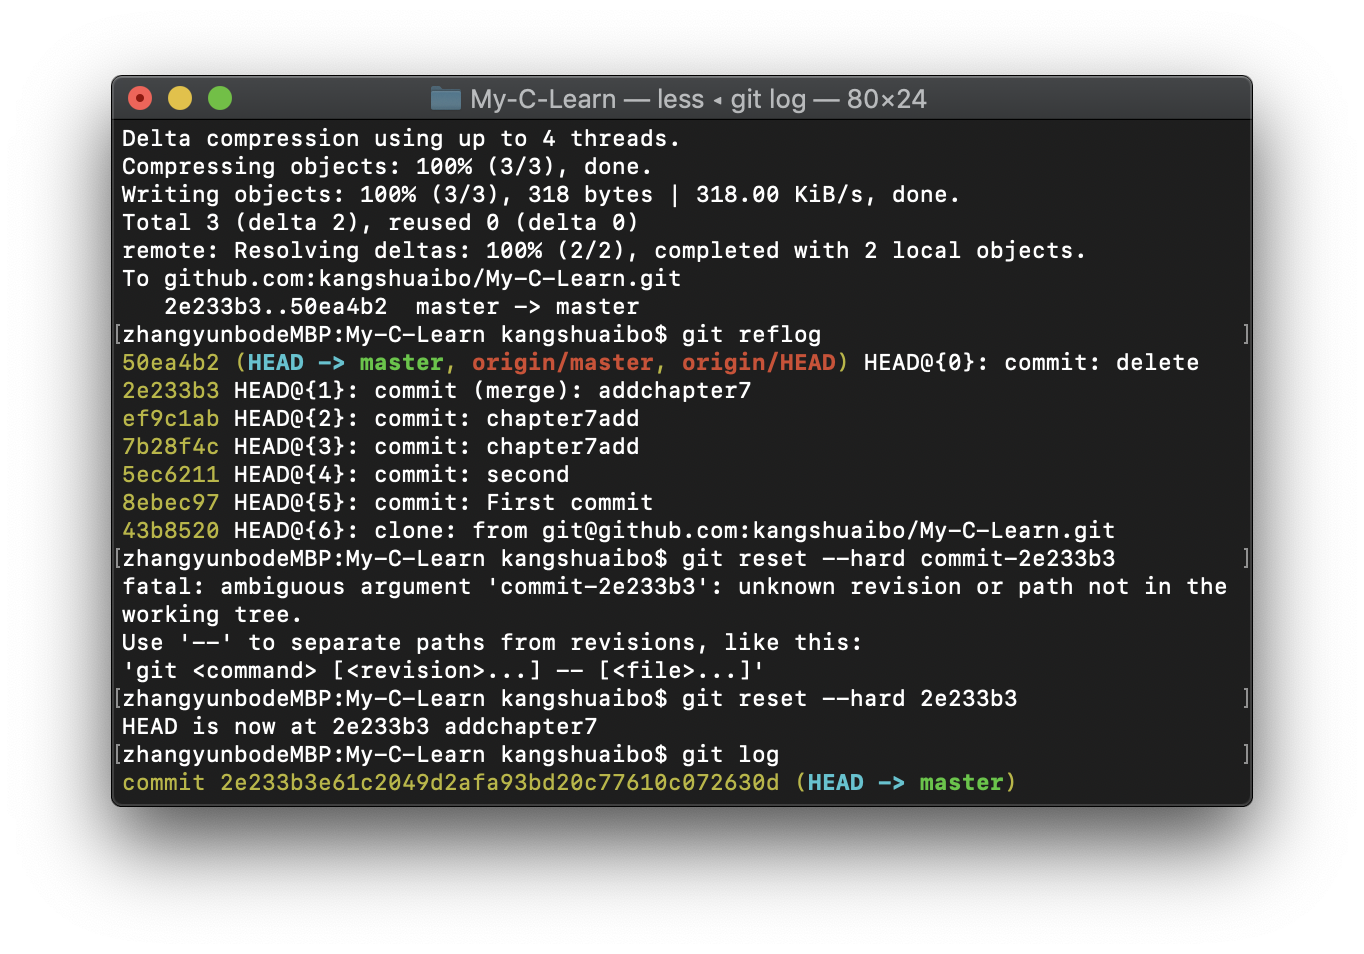 My-C-Learn — less ◂ git log — 80×24
Delta compression using up to 4 threads.
Compressing objects: 100% (3/3), done.
Writing objects: 100% (3/3), 318 bytes | 318.00 KiB/s, done.
Total 3 (delta 2), reused 0 (delta 0)
remote: Resolving deltas: 100% (2/2), completed with 2 local objects.
To github.com:kangshuaibo/My-C-Learn.git
   2e233b3..50ea4b2  master -> master
[zhangyunbodeMBP:My-C-Learn kangshuaibo$ git reflog ]
50ea4b2 (HEAD -> master, origin/master, origin/HEAD) HEAD@{0}: commit: delete
2e233b3 HEAD@{1}: commit (merge): addchapter7
ef9c1ab HEAD@{2}: commit: chapter7add
7b28f4c HEAD@{3}: commit: chapter7add
5ec6211 HEAD@{4}: commit: second
8ebec97 HEAD@{5}: commit: First commit
43b8520 HEAD@{6}: clone: from git@github.com:kangshuaibo/My-C-Learn.git
[zhangyunbodeMBP:My-C-Learn kangshuaibo$ git reset --hard commit-2e233b3 ]
fatal: ambiguous argument 'commit-2e233b3': unknown revision or path not in the
working tree.
Use '--' to separate paths from revisions, like this:
'git <command> [<revision>...] -- [<file>...]'
[zhangyunbodeMBP:My-C-Learn kangshuaibo$ git reset --hard 2e233b3 ]
HEAD is now at 2e233b3 addchapter7
[zhangyunbodeMBP:My-C-Learn kangshuaibo$ git log ]
commit 2e233b3e61c2049d2afa93bd20c77610c072630d (HEAD -> master)